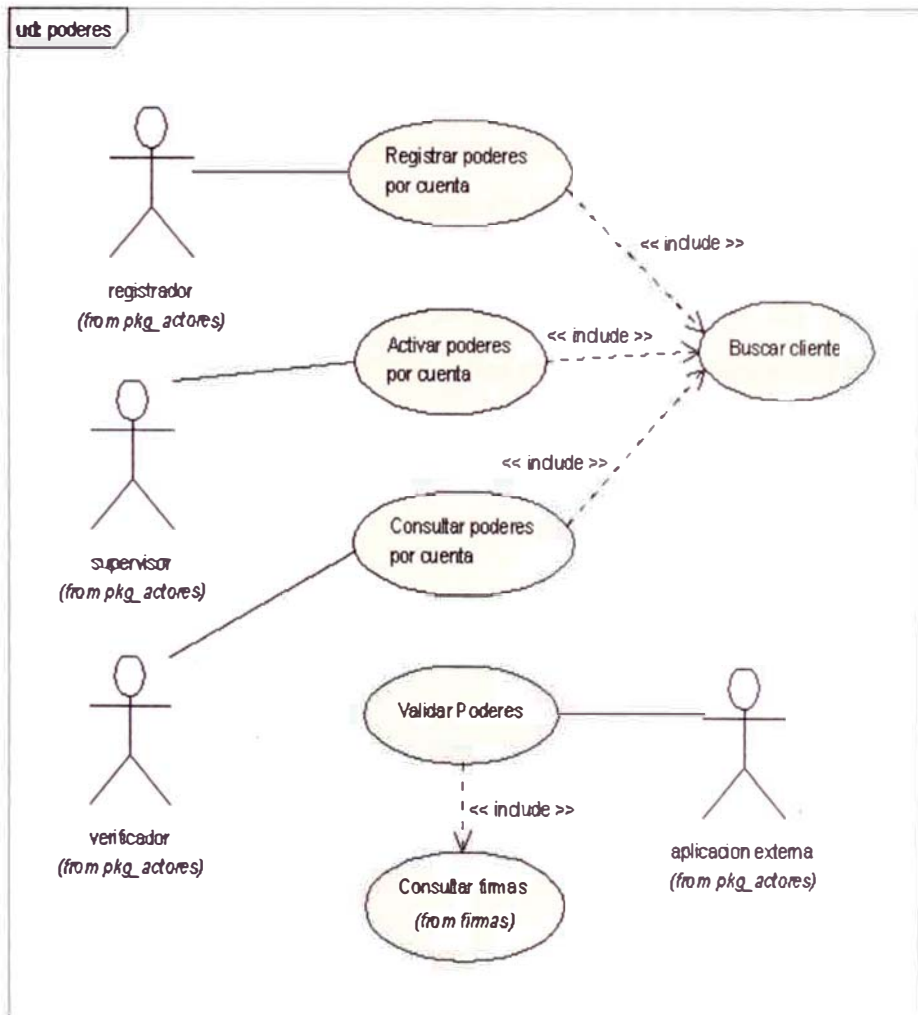 ud: poderes
Registrar poderes
por cuenta
<< include >>
registrador
(from pkg_actores)
Activar poderes
por cuenta
<< include >>
Buscar cliente
<< include >>
supervisor
(from pkg_actores)
Consultar poderes
por cuenta
Validar Poderes
<< include >>
verificador
(from pkg_actores)
aplicacion externa
(from pkg_actores)
Consultar firmas
(from firmas)